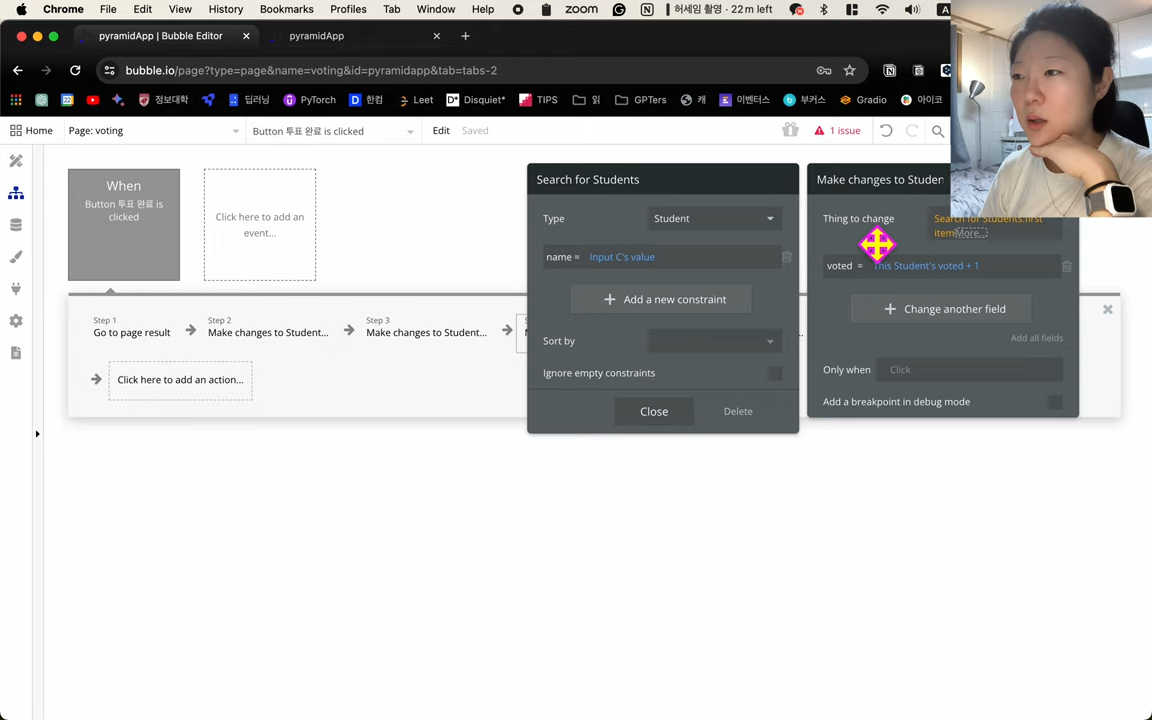 Chrome File Edit View History Bookmarks Profiles Tab Window Help zoom 허세임 촬영 · 22 m left
pyramidApp | Bubble Editor pyramidApp
bubble.io/page?type=page&name=voting&id=pyramidapp&tab=tabs-2
정보대학 딥러닝 PyTorch 한컴 Leet Disquiet* TIPS 읽 GPTers 캐 이벤터스 부커스 Gradio 아이코
Home Page: voting Button 투표 완료 is clicked Edit Saved 1 issue
When
Button 투표 완료 is
clicked
Click here to add an
event...
Step 1
Go to page result
Step 2
Make changes to Student...
Step 3
Make changes to Student...
Click here to add an action...
Search for Students
Type Student
name = Input C's value
Add a new constraint
Sort by
Ignore empty constraints
Close Delete
Make changes to Studen
Thing to change Search for Students:first
item More...
voted = This Student's voted + 1
Change another field
Add all fields
Only when Click
Add a breakpoint in debug mode